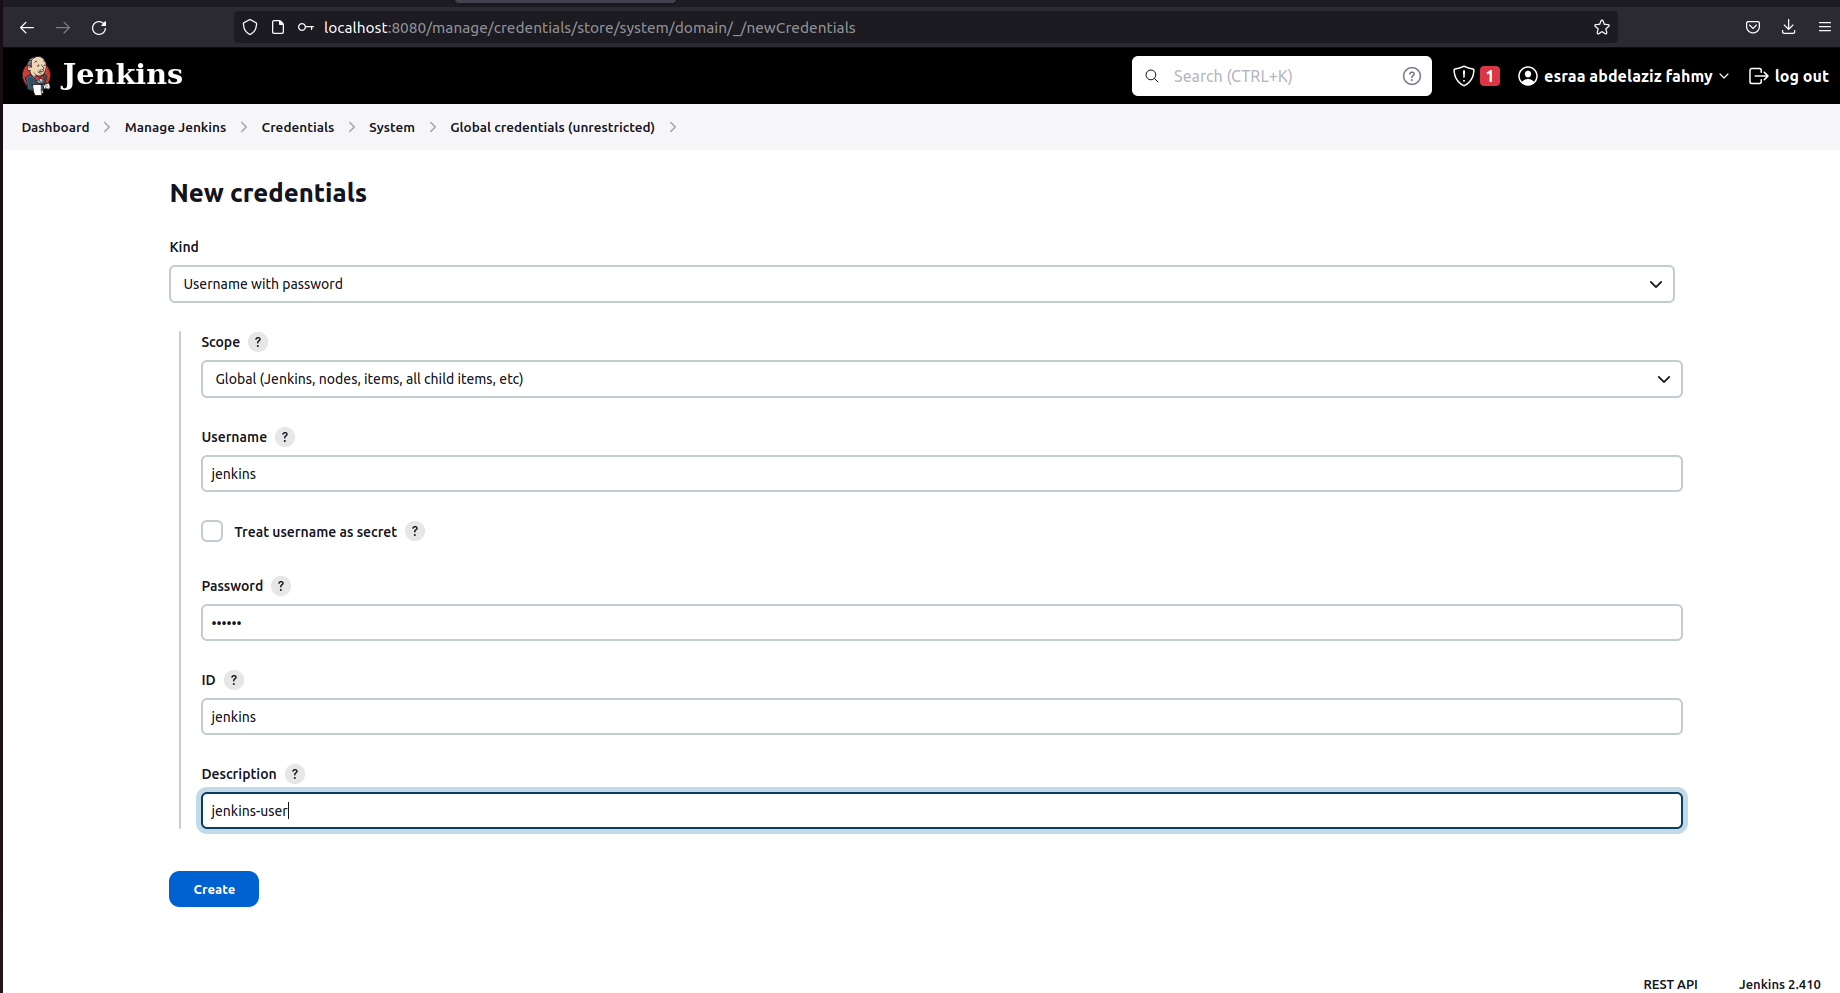 localhost:8080/manage/credentials/store/system/domain/_/newCredentials
Jenkins
Search (CTRL+K)
?
1
esraa abdelaziz fahmy
log out
Dashboard
Manage Jenkins
Credentials
System
Global credentials (unrestricted)
New credentials
Kind
Username with password
Scope ?
Global (Jenkins, nodes, items, all child items, etc)
Username ?
jenkins
Treat username as secret ?
Password ?
••••••
ID ?
jenkins
Description ?
jenkins-user
Create
REST API
Jenkins 2.410